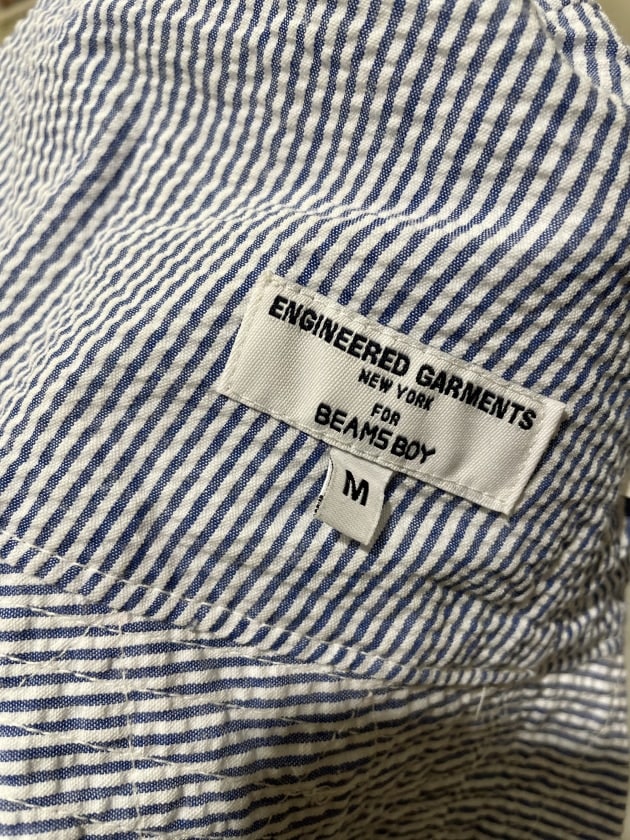 ENGINEERED GARMENTS
NEW YORK
FOR
BEAMS BOY
M